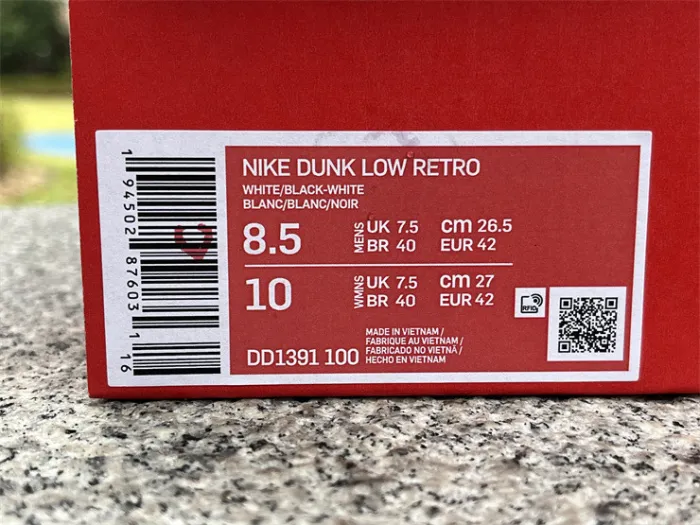 1 94502 87603 1 16
NIKE DUNK LOW RETRO
WHITE/BLACK-WHITE
BLANC/BLANC/NOIR
8.5 MENS UK 7.5 cm 26.5
BR 40 EUR 42
10 WMNS UK 7.5 cm 27
BR 40 EUR 42
RFID
DD1391 100
MADE IN VIETNAM /
FABRIQUE AU VIETNAM /
FABRICADO NO VIETNÃ /
HECHO EN VIETNAM